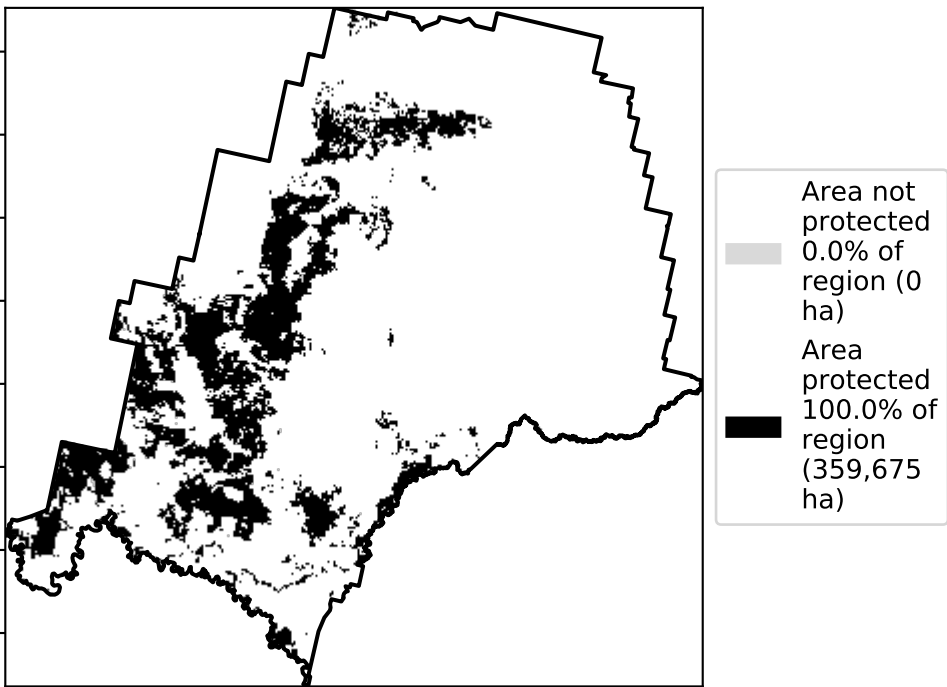 Area not
protected
0.0% of
region (0
ha)
Area
protected
100.0% of
region
(359,675
ha)